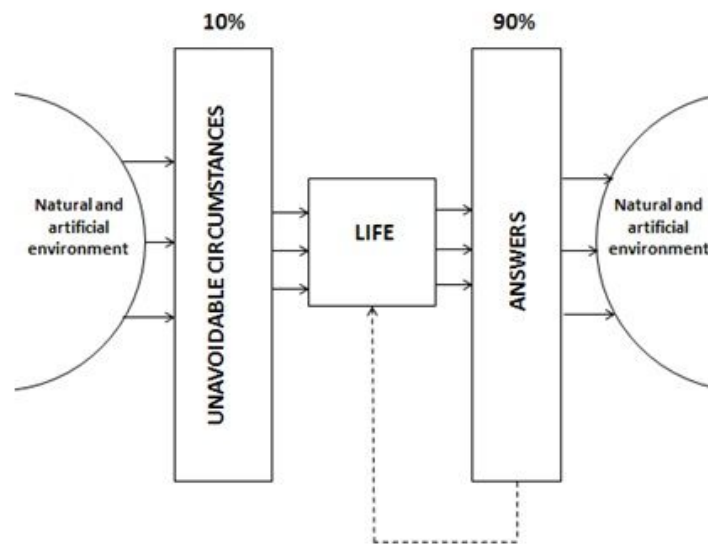 10%
90%
Natural and
artificial
environment
UNAVOIDABLE CIRCUMSTANCES
LIFE
ANSWERS
Natural and
artificial
environment